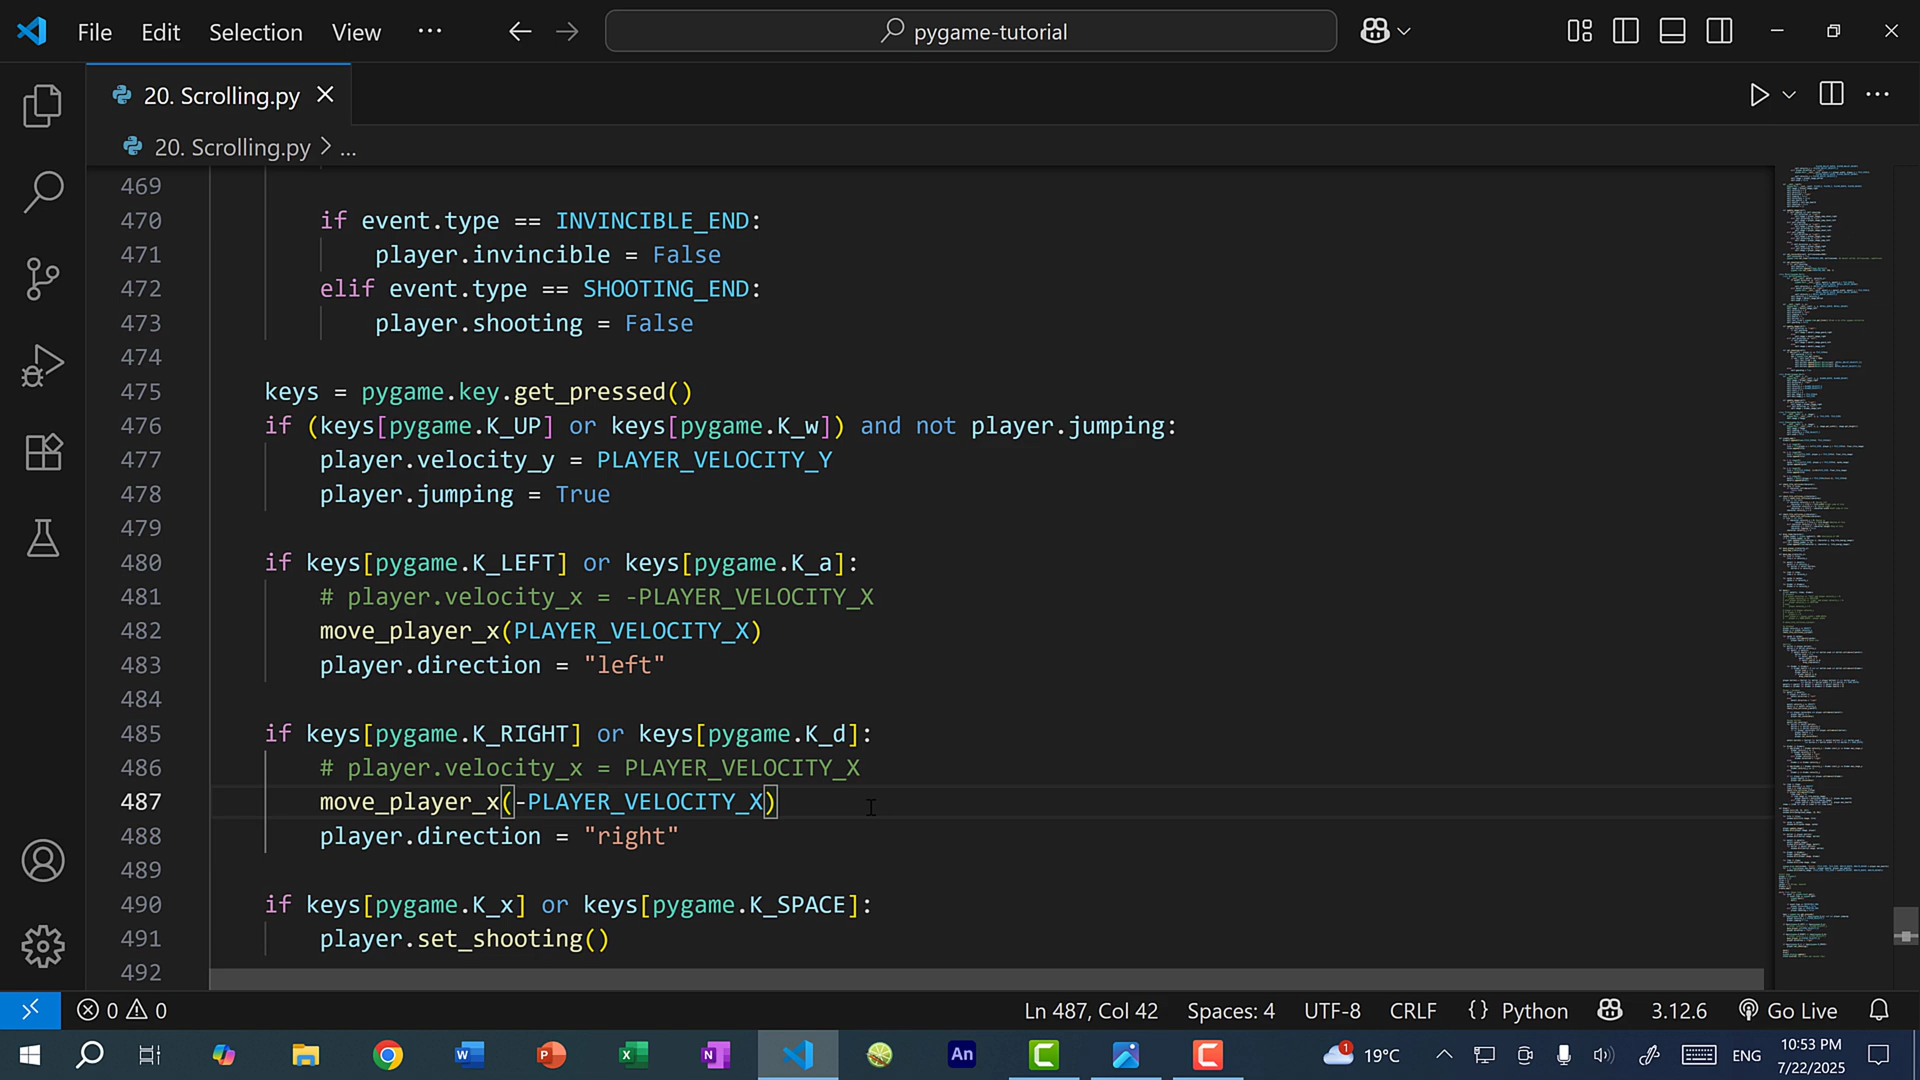 File Edit Selection View ... pygame-tutorial
20. Scrolling.py
20. Scrolling.py > ...
469
470 if event.type == INVINCIBLE_END:
471 player.invincible = False
472 elif event.type == SHOOTING_END:
473 player.shooting = False
474
475 keys = pygame.key.get_pressed()
476 if (keys[pygame.K_UP] or keys[pygame.K_w]) and not player.jumping:
477 player.velocity_y = PLAYER_VELOCITY_Y
478 player.jumping = True
479
480 if keys[pygame.K_LEFT] or keys[pygame.K_a]:
481 # player.velocity_x = -PLAYER_VELOCITY_X
482 move_player_x(PLAYER_VELOCITY_X)
483 player.direction = "left"
484
485 if keys[pygame.K_RIGHT] or keys[pygame.K_d]:
486 # player.velocity_x = PLAYER_VELOCITY_X
487 move_player_x(-PLAYER_VELOCITY_X)
488 player.direction = "right"
489
490 if keys[pygame.K_x] or keys[pygame.K_SPACE]:
491 player.set_shooting()
492
0 0 Ln 487, Col 42 Spaces: 4 UTF-8 CRLF {} Python 3.12.6 Go Live
W P X N An C C 1 19°C ENG 10:53 PM
7/22/2025